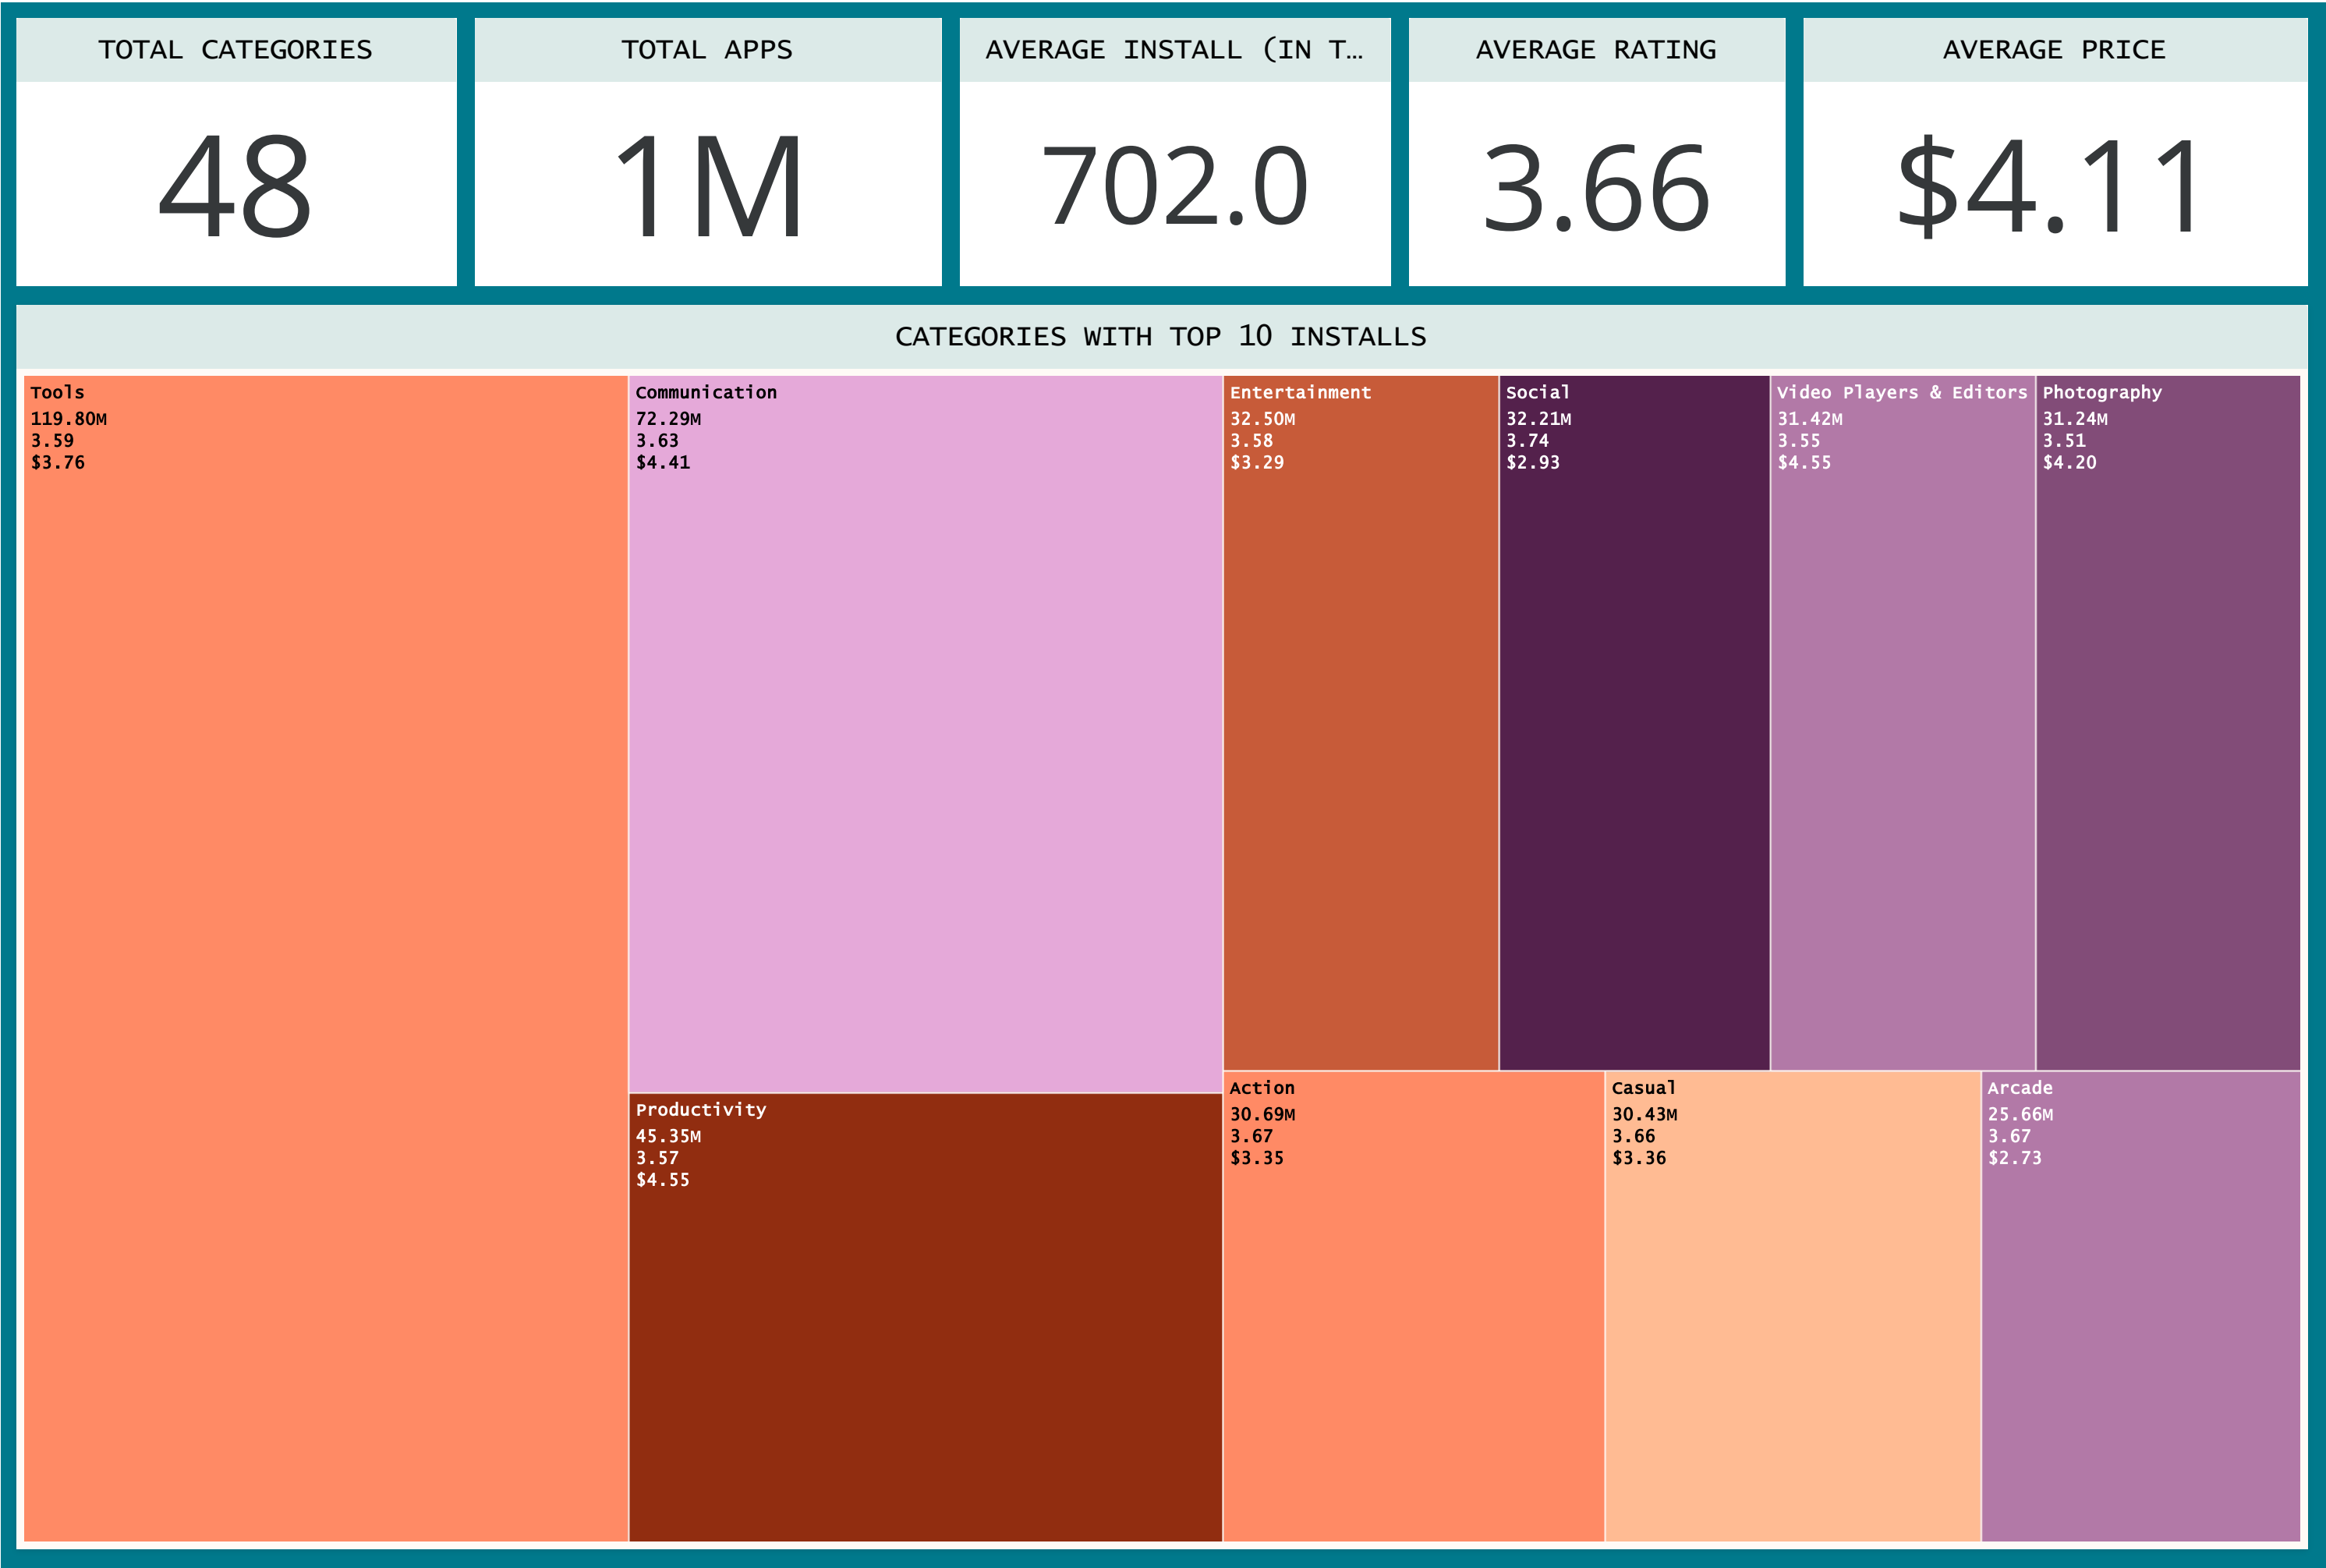 TOTAL CATEGORIES
48
TOTAL APPS
1M
AVERAGE INSTALL (IN T…
702.0
AVERAGE RATING
3.66
AVERAGE PRICE
$4.11
CATEGORIES WITH TOP 10 INSTALLS
Tools
119.80M
3.59
$3.76
Communication
72.29M
3.63
$4.41
Productivity
45.35M
3.57
$4.55
Entertainment
32.50M
3.58
$3.29
Social
32.21M
3.74
$2.93
Video Players & Editors
31.42M
3.55
$4.55
Photography
31.24M
3.51
$4.20
Action
30.69M
3.67
$3.35
Casual
30.43M
3.66
$3.36
Arcade
25.66M
3.67
$2.73